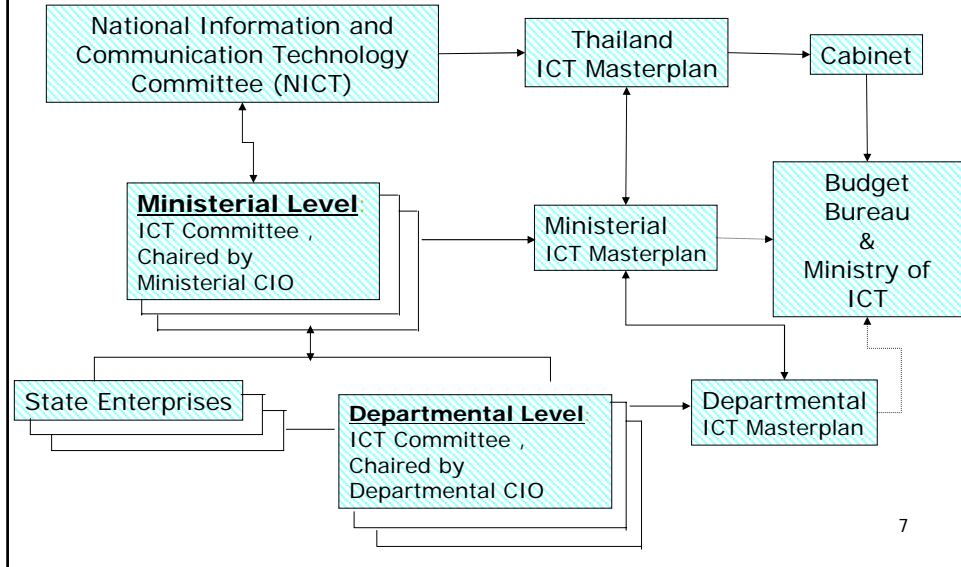 National Information and
Communication Technology
Committee (NICT)
Thailand
ICT Masterplan
Cabinet
Ministerial Level:
ICT Committee ,
Chaired by
Ministerial CIO
Ministerial
ICT Masterplan
Budget
Bureau
&
Ministry of
ICT
State Enterprises
Departmental Level
ICT Committee ,
Chaired by
Departmental CIO
Departmental
ICT Masterplan
7